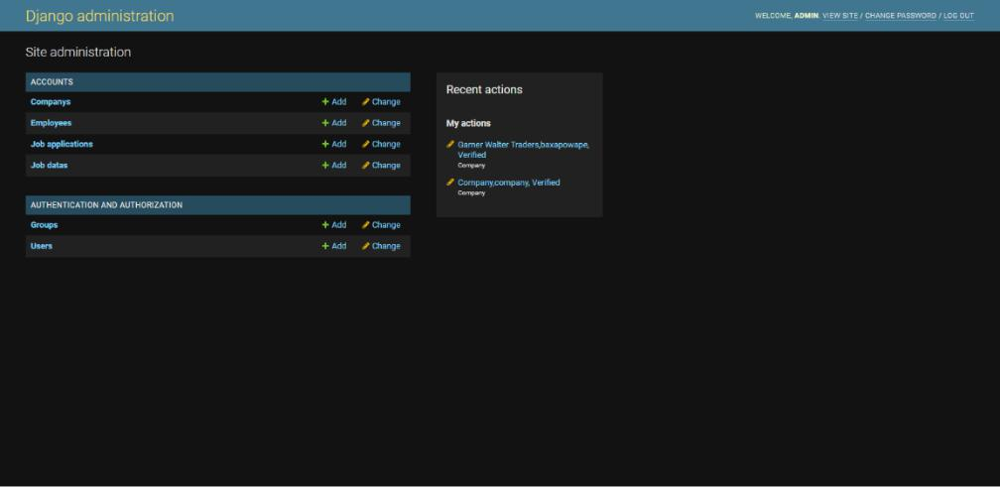 Django administration
WELCOME, ADMIN. VIEW SITE / CHANGE PASSWORD / LOG OUT
Site administration
ACCOUNTS
Companys + Add Change
Employees + Add Change
Job applications + Add Change
Job datas + Add Change
AUTHENTICATION AND AUTHORIZATION
Groups + Add Change
Users + Add Change
Recent actions
My actions
Garner Walter Traders,baxapowape,
Verified
Company
Company,company, Verified
Company